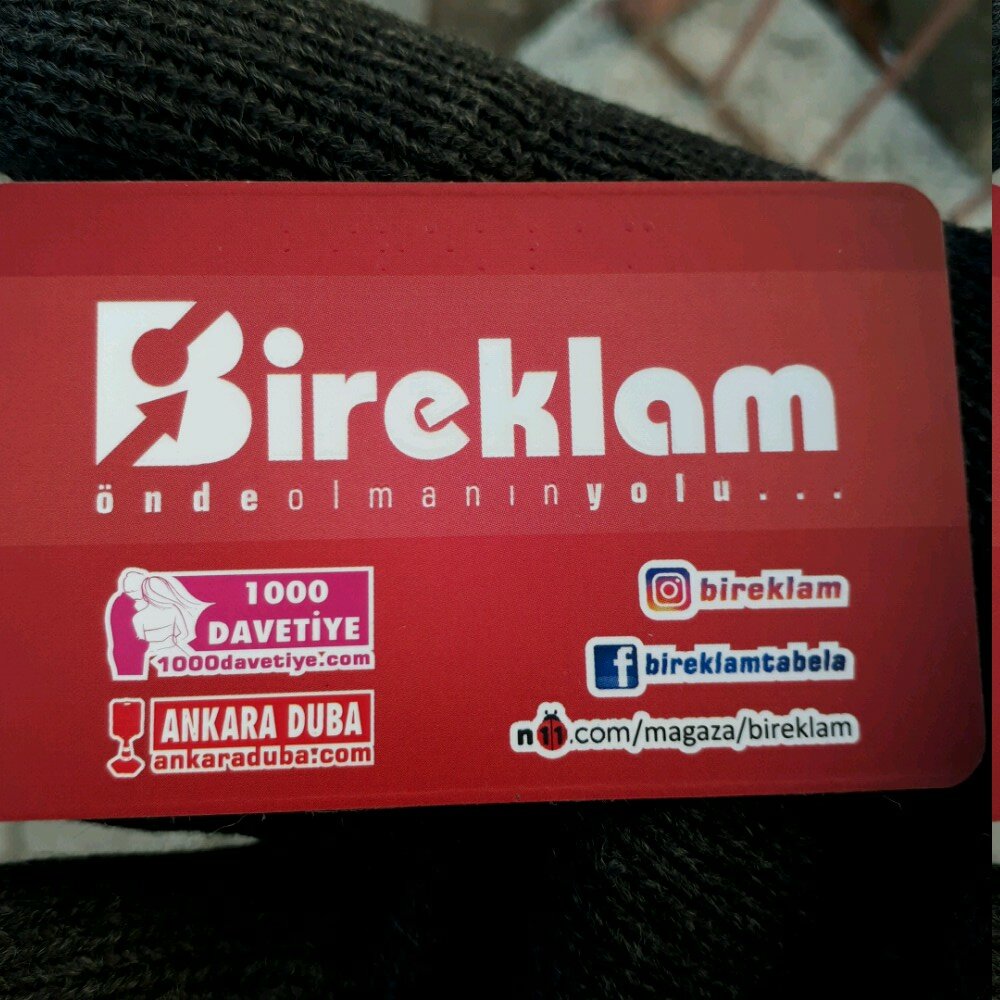 Bireklam
öndeolmanınyolu...
1000
DAVETİYE
1000davetiye.com
ANKARA DUBA
ankaraduba.com
bireklam
bireklamtabela
n11.com/magaza/bireklam